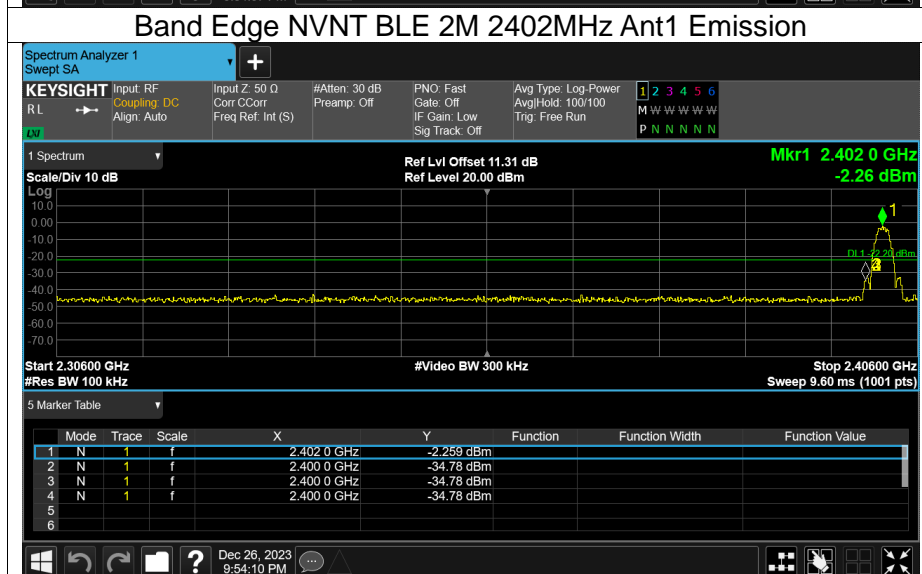 Band Edge NVNT BLE 2M 2402MHz Ant1 Emission
Spectrum Analyzer 1
Swept SA
+
KEYSIGHT Input: RF Input Z: 50 Ω #Atten: 30 dB PNO: Fast Avg Type: Log-Power 1 2 3 4 5 6
RL Coupling: DC Corr CCorr Preamp: Off Gate: Off Avg|Hold: 100/100 M W W W W W
Align: Auto Freq Ref: Int (S) IF Gain: Low Trig: Free Run
LXI Sig Track: Off P N N N N N
1 Spectrum Ref Lvl Offset 11.31 dB Mkr1 2.402 0 GHz
Scale/Div 10 dB Ref Level 20.00 dBm -2.26 dBm
Log
10.0 1
0.00
-10.0
-20.0 DL1 -22.20 dBm
-30.0
-40.0
-50.0
-60.0
-70.0
Start 2.30600 GHz #Video BW 300 kHz Stop 2.40600 GHz
#Res BW 100 kHz Sweep 9.60 ms (1001 pts)
5 Marker Table
Mode Trace Scale X Y Function Function Width Function Value
1 N 1 f 2.402 0 GHz -2.259 dBm
2 N 1 f 2.400 0 GHz -34.78 dBm
3 N 1 f 2.400 0 GHz -34.78 dBm
4 N 1 f 2.400 0 GHz -34.78 dBm
5
6
? Dec 26, 2023
9:54:10 PM